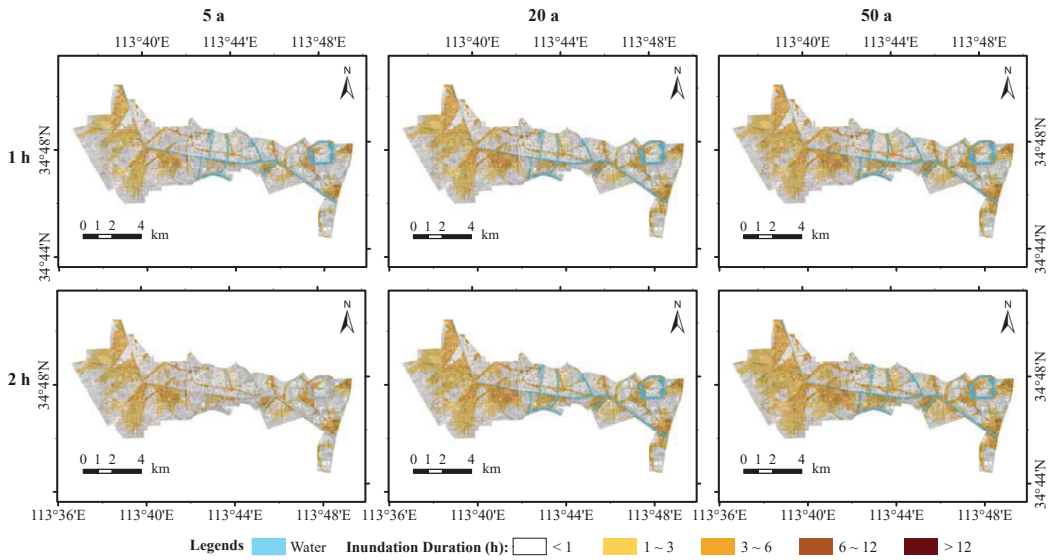 5 a 20 a 50 a
113°40'E 113°44'E 113°48'E 113°40'E 113°44'E 113°48'E 113°40'E 113°44'E 113°48'E
1 h
N N N
34°48'N 34°48'N
0 1 2 4 km 0 1 2 4 km 0 1 2 4 km
34°44'N 34°44'N
2 h
N N N
34°48'N 34°48'N
0 1 2 4 km 0 1 2 4 km 0 1 2 4 km
34°44'N
113°36'E 113°40'E 113°44'E 113°48'E 113°36'E 113°40'E 113°44'E 113°48'E 113°36'E 113°40'E 113°44'E 113°48'E
Legends Water Inundation Duration (h): < 1 1 ~ 3 3 ~ 6 6 ~ 12 > 12